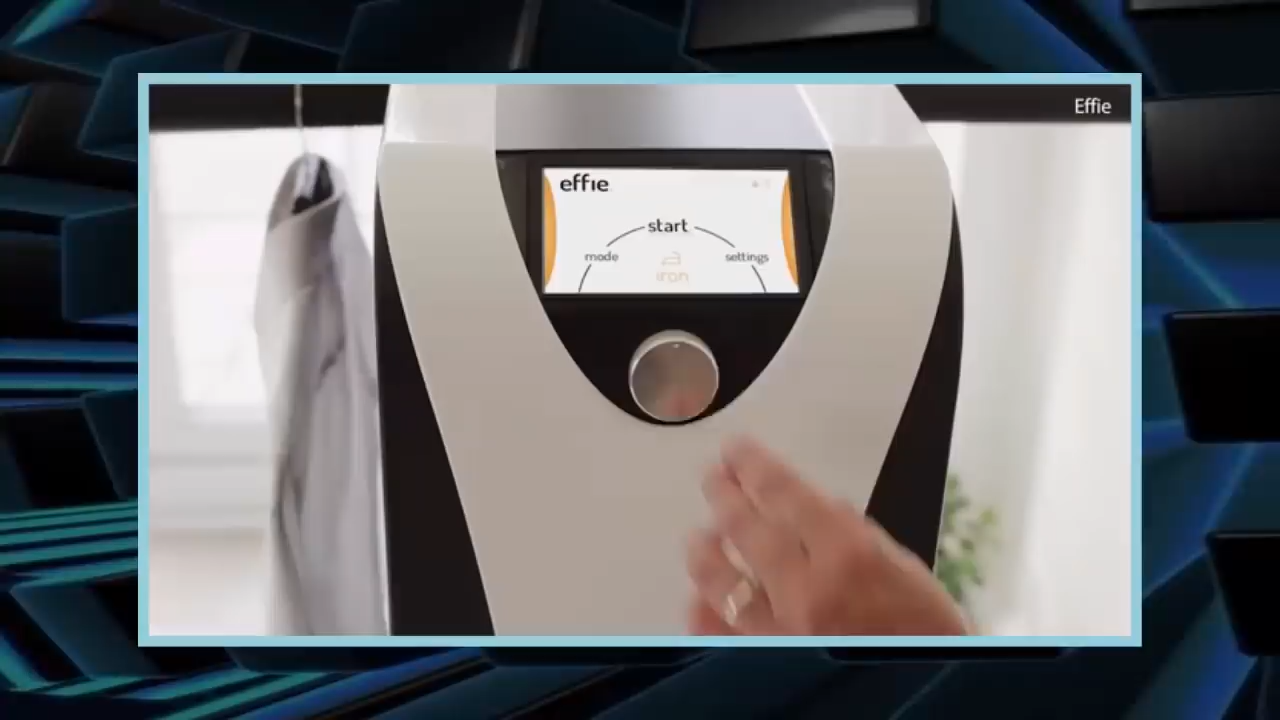 Effie
effie
start
mode
settings
iron